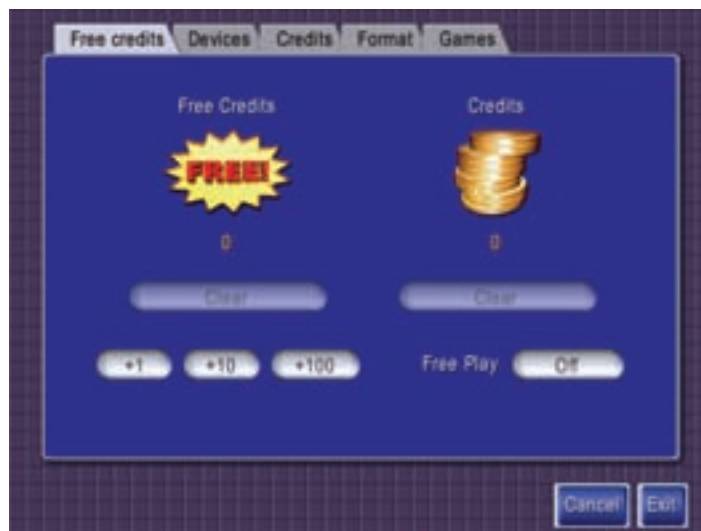 Free credits Devices Credits Format Games
Free Credits Credits
FREE!
0 0
Clear Clear
+1 +10 +100 Free Play Off
Cancel Exit